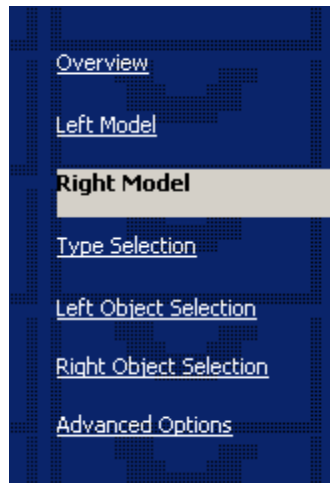 Overview
Left Model
Right Model
Type Selection
Left Object Selection
Right Object Selection
Advanced Options